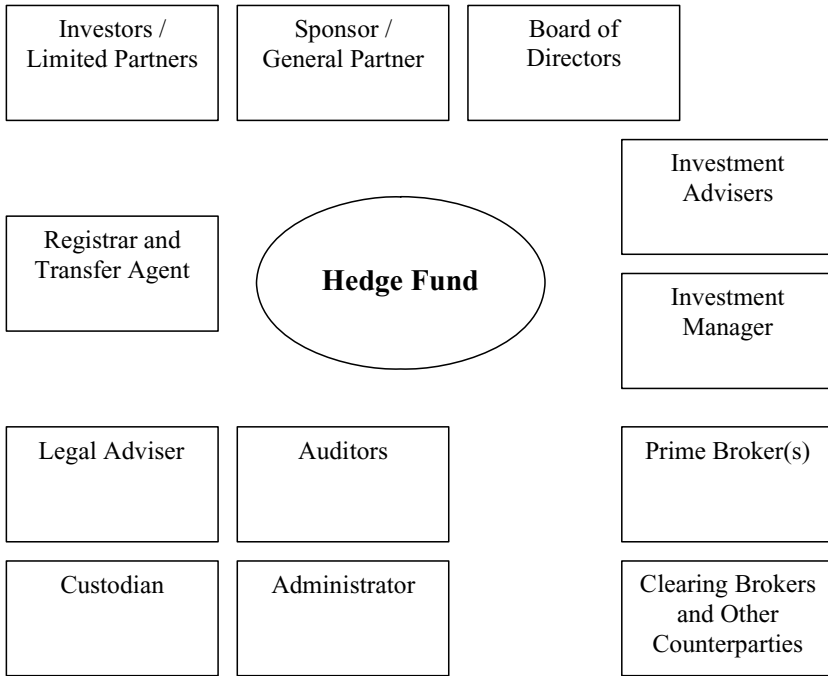 Investors /
Limited Partners
Sponsor /
General Partner
Board of
Directors
Investment
Advisers
Registrar and
Transfer Agent
Hedge Fund
Investment
Manager
Legal Adviser
Auditors
Prime Broker(s)
Custodian
Administrator
Clearing Brokers
and Other
Counterparties